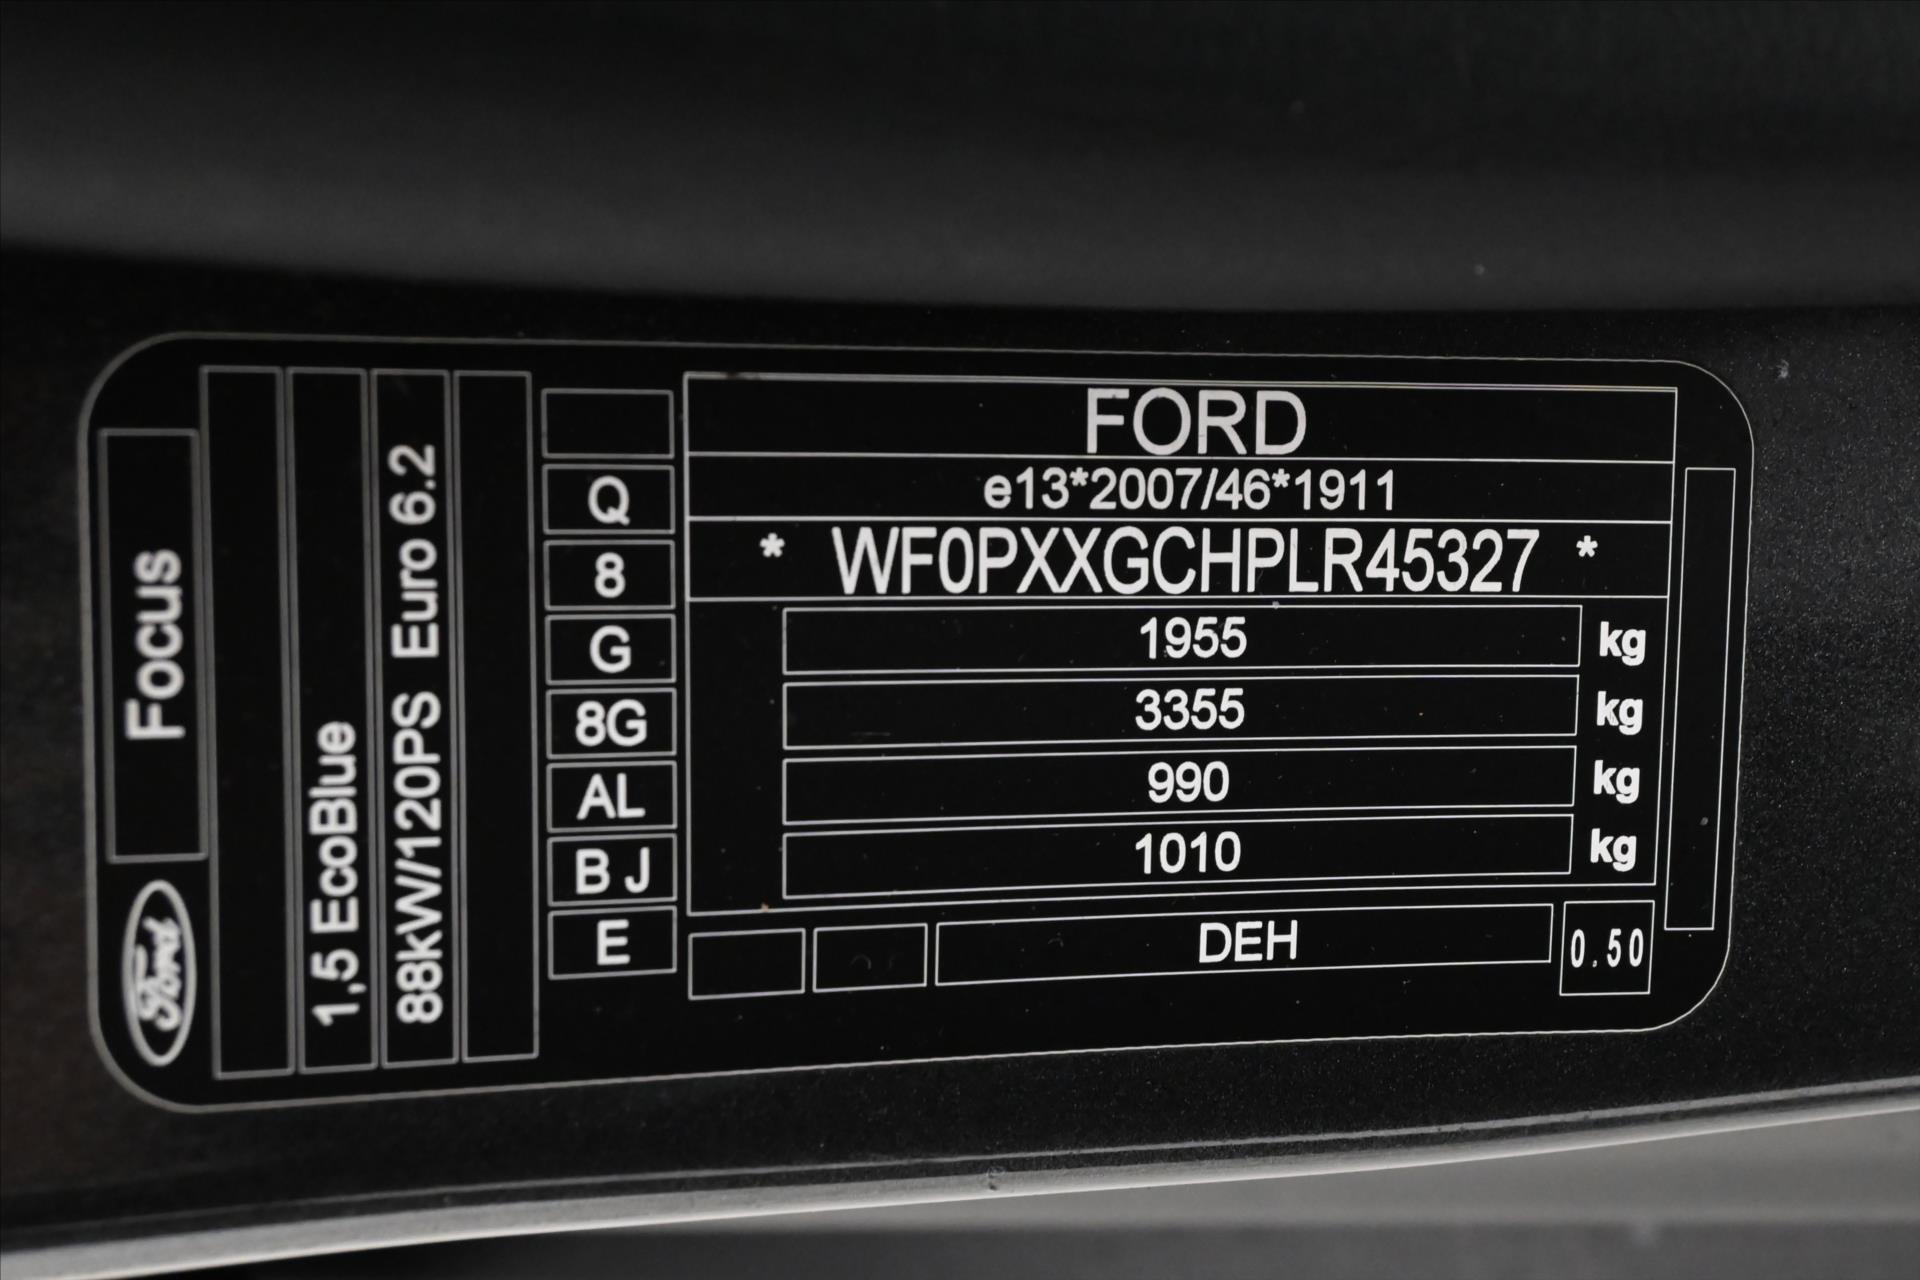 Focus
Ford
1,5 EcoBlue
88kW/120PS Euro 6.2
Q
8
G
8G
AL
B J
E
FORD
e13*2007/46*1911
* WF0PXXGCHPLR45327 *
1955 kg
3355 kg
990 kg
1010 kg
DEH
0.50